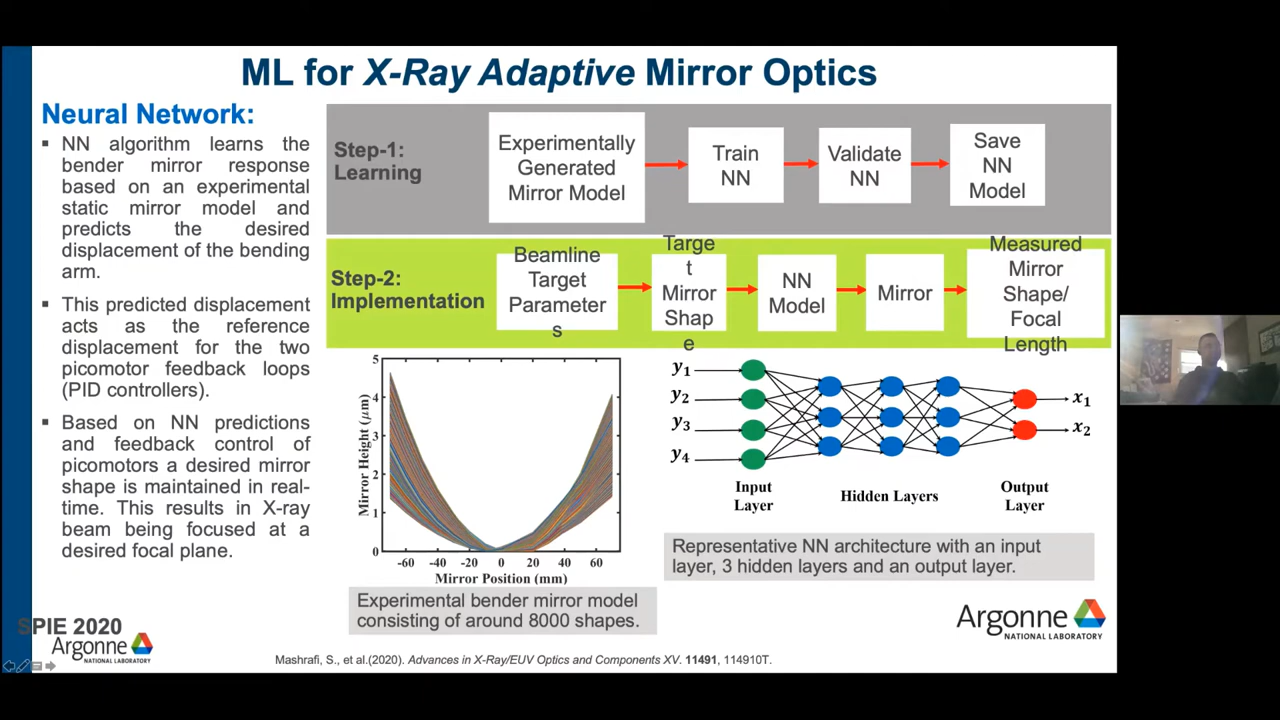 ML for X-Ray Adaptive Mirror Optics
Neural Network:
▪ NN algorithm learns the
bender mirror response
based on an experimental
static mirror model and
predicts the desired
displacement of the bending
arm.
▪ This predicted displacement
acts as the reference
displacement for the two
picomotor feedback loops
(PID controllers).
▪ Based on NN predictions
and feedback control of
picomotors a desired mirror
shape is maintained in real-
time. This results in X-ray
beam being focused at a
desired focal plane.
Step-1:
Learning
Experimentally
Generated
Mirror Model
Train
NN
Validate
NN
Save
NN
Model
Step-2:
Implementation
Beamline
Target
Parameter
s
Targe
t
Mirror
Shap
e
NN
Model
Mirror
Measured
Mirror
Shape/
Focal
Length
Mirror Height (μm)
5
4
3
2
1
0
-60 -40 -20 0 20 40 60
Mirror Position (mm)
Experimental bender mirror model
consisting of around 8000 shapes.
y1
y2
y3
y4
x1
x2
Input
Layer
Hidden Layers
Output
Layer
Representative NN architecture with an input
layer, 3 hidden layers and an output layer.
SPIE 2020
Argonne
NATIONAL LABORATORY
Argonne
NATIONAL LABORATORY
Mashrafi, S., et al.(2020). Advances in X-Ray/EUV Optics and Components XV. 11491, 114910T.